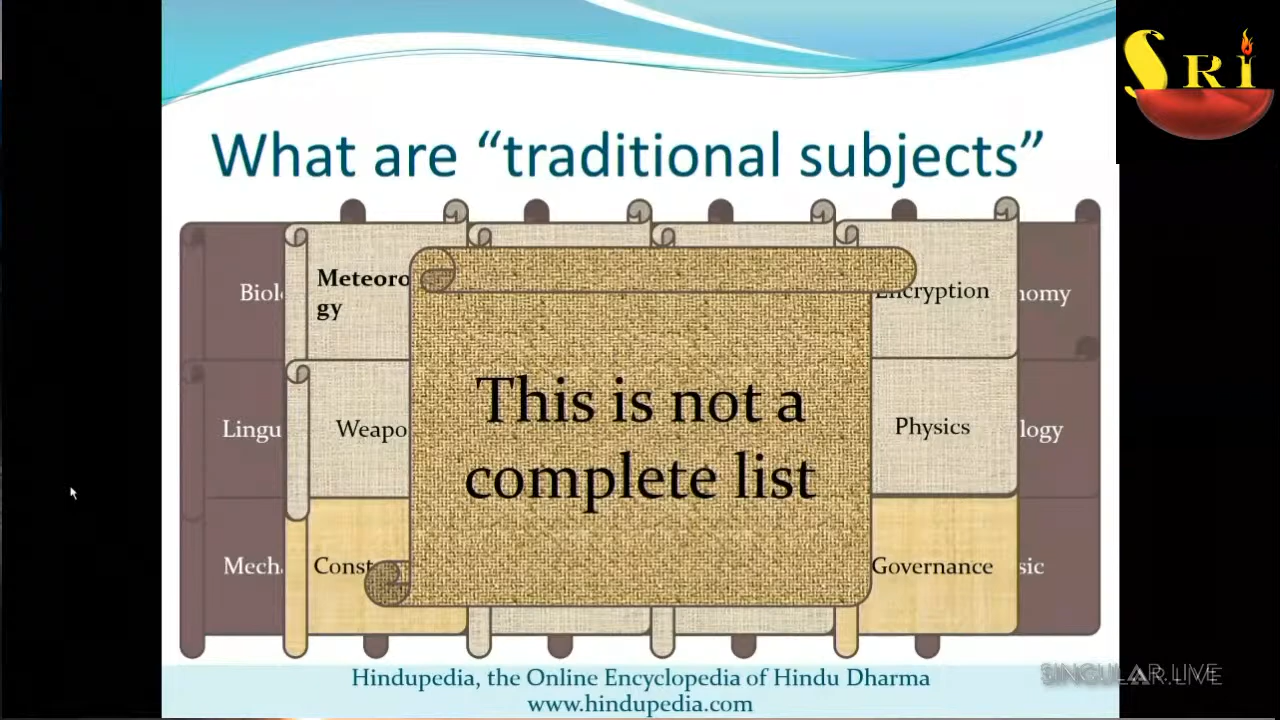 SRi
What are “traditional subjects”
Biol
Meteoro
gy
Encryption
nomy
Lingu
Weapo
This is not a
complete list
Physics
logy
Mech
Const
Governance
sic
Hindupedia, the Online Encyclopedia of Hindu Dharma
www.hindupedia.com
SINGULAR.LIVE